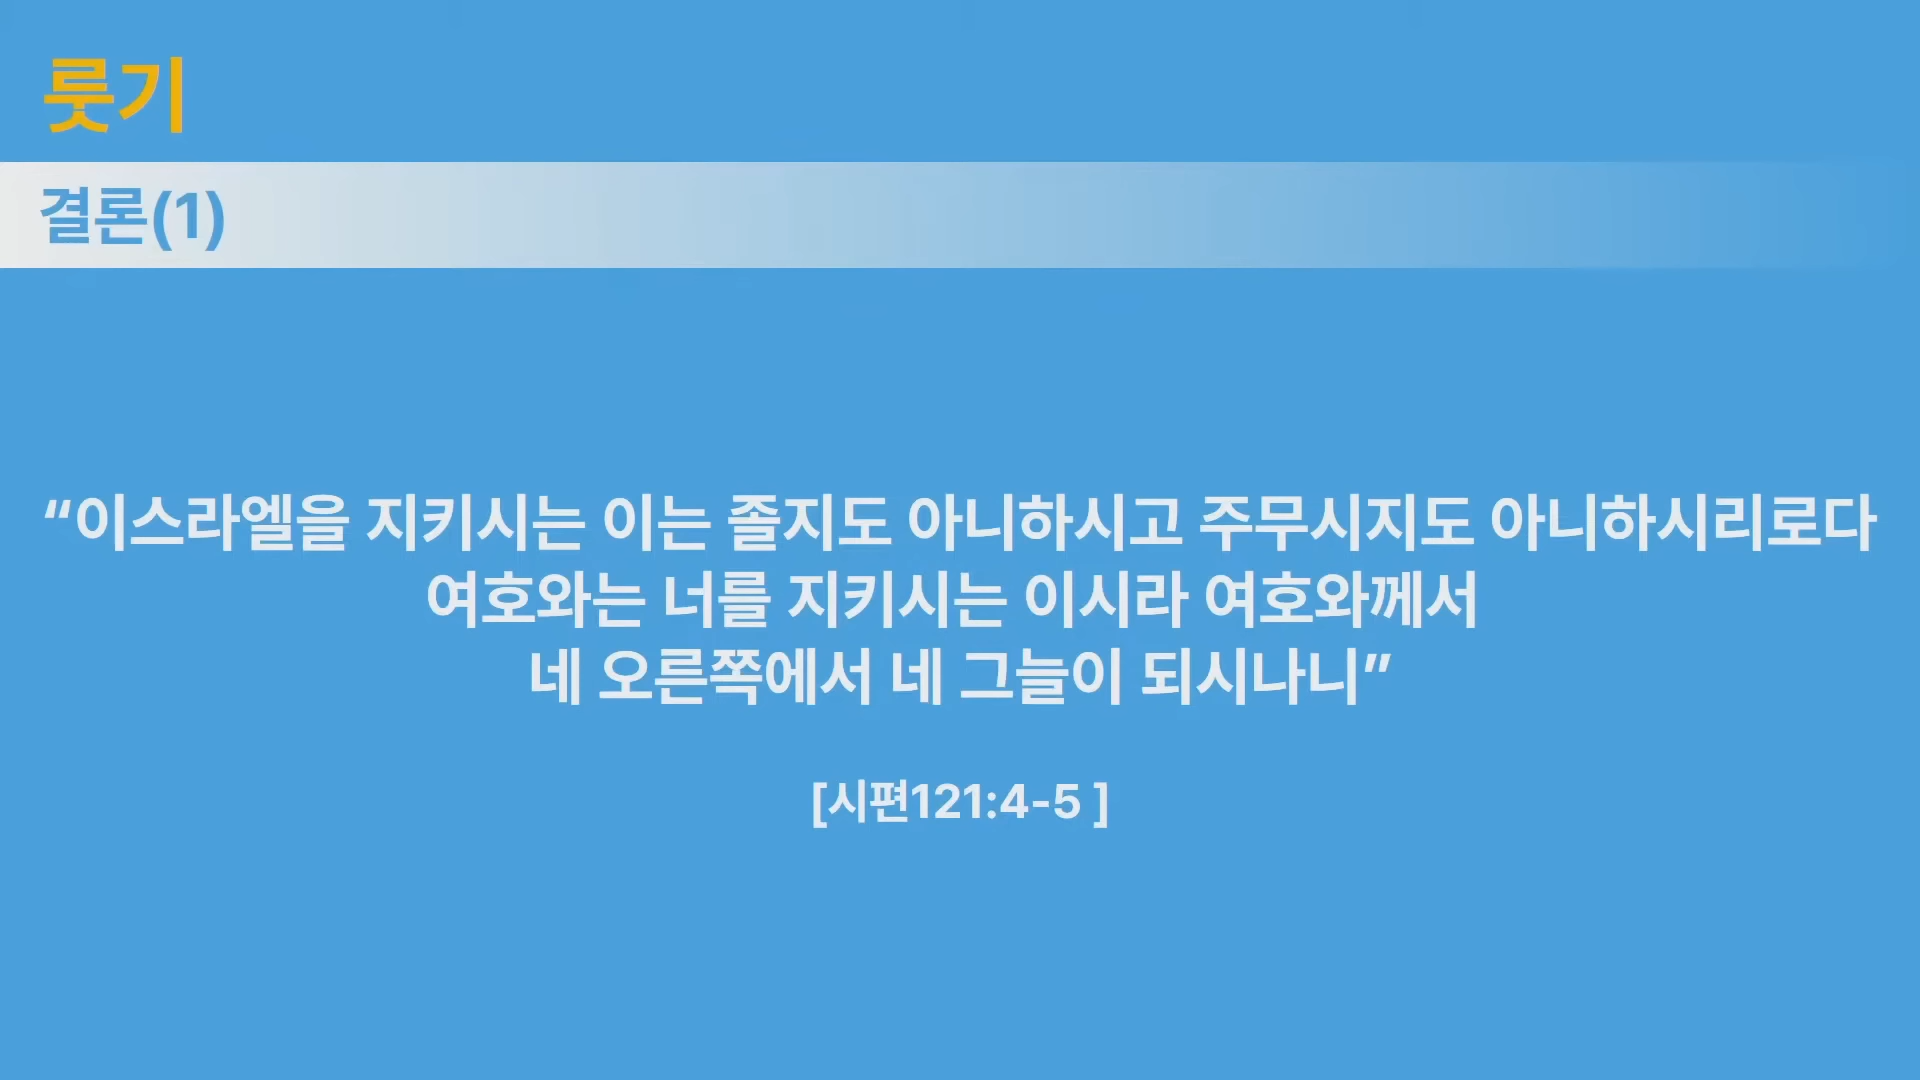 룻기
결론(1)
“이스라엘을 지키시는 이는 졸지도 아니하시고 주무시지도 아니하시리로다
여호와는 너를 지키시는 이시라 여호와께서
네 오른쪽에서 네 그늘이 되시나니”
[시편121:4-5 ]